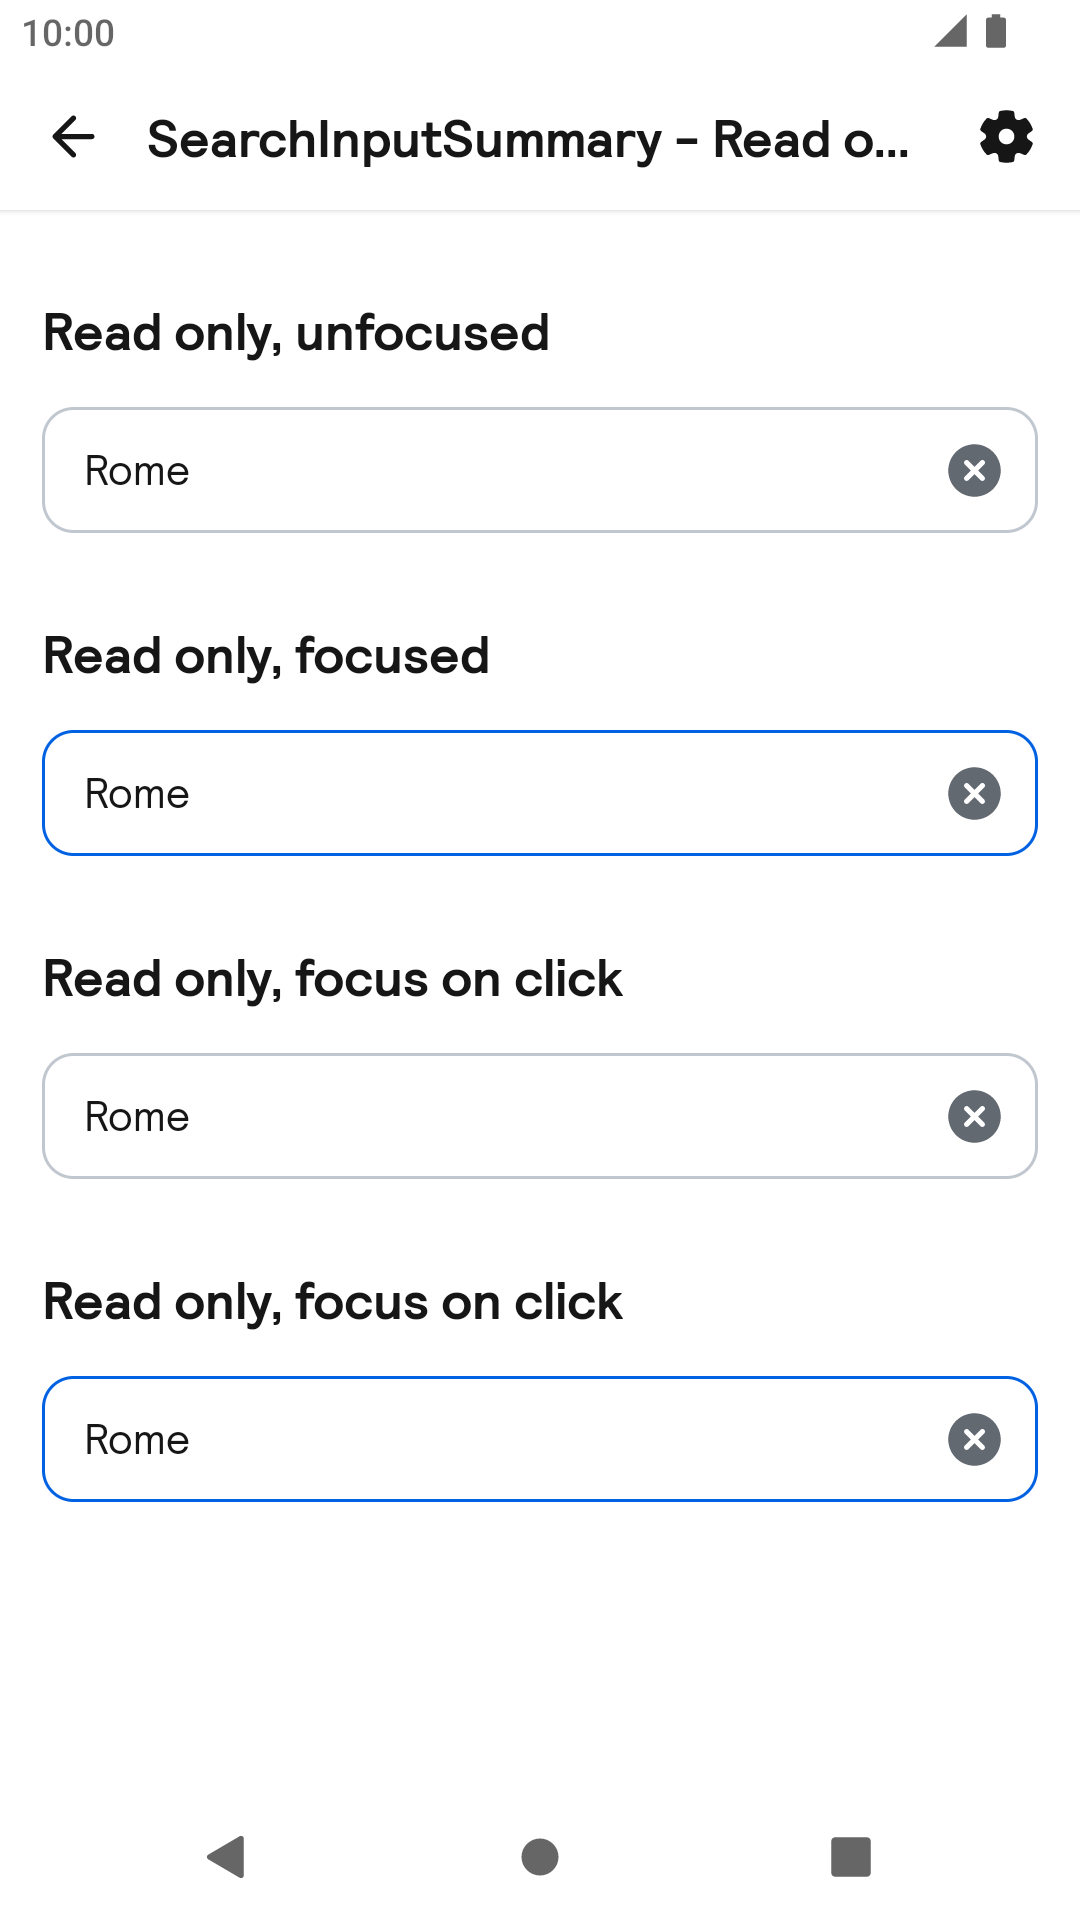 10:00
SearchInputSummary - Read o...
Read only, unfocused
Rome
Read only, focused
Rome
Read only, focus on click
Rome
Read only, focus on click
Rome